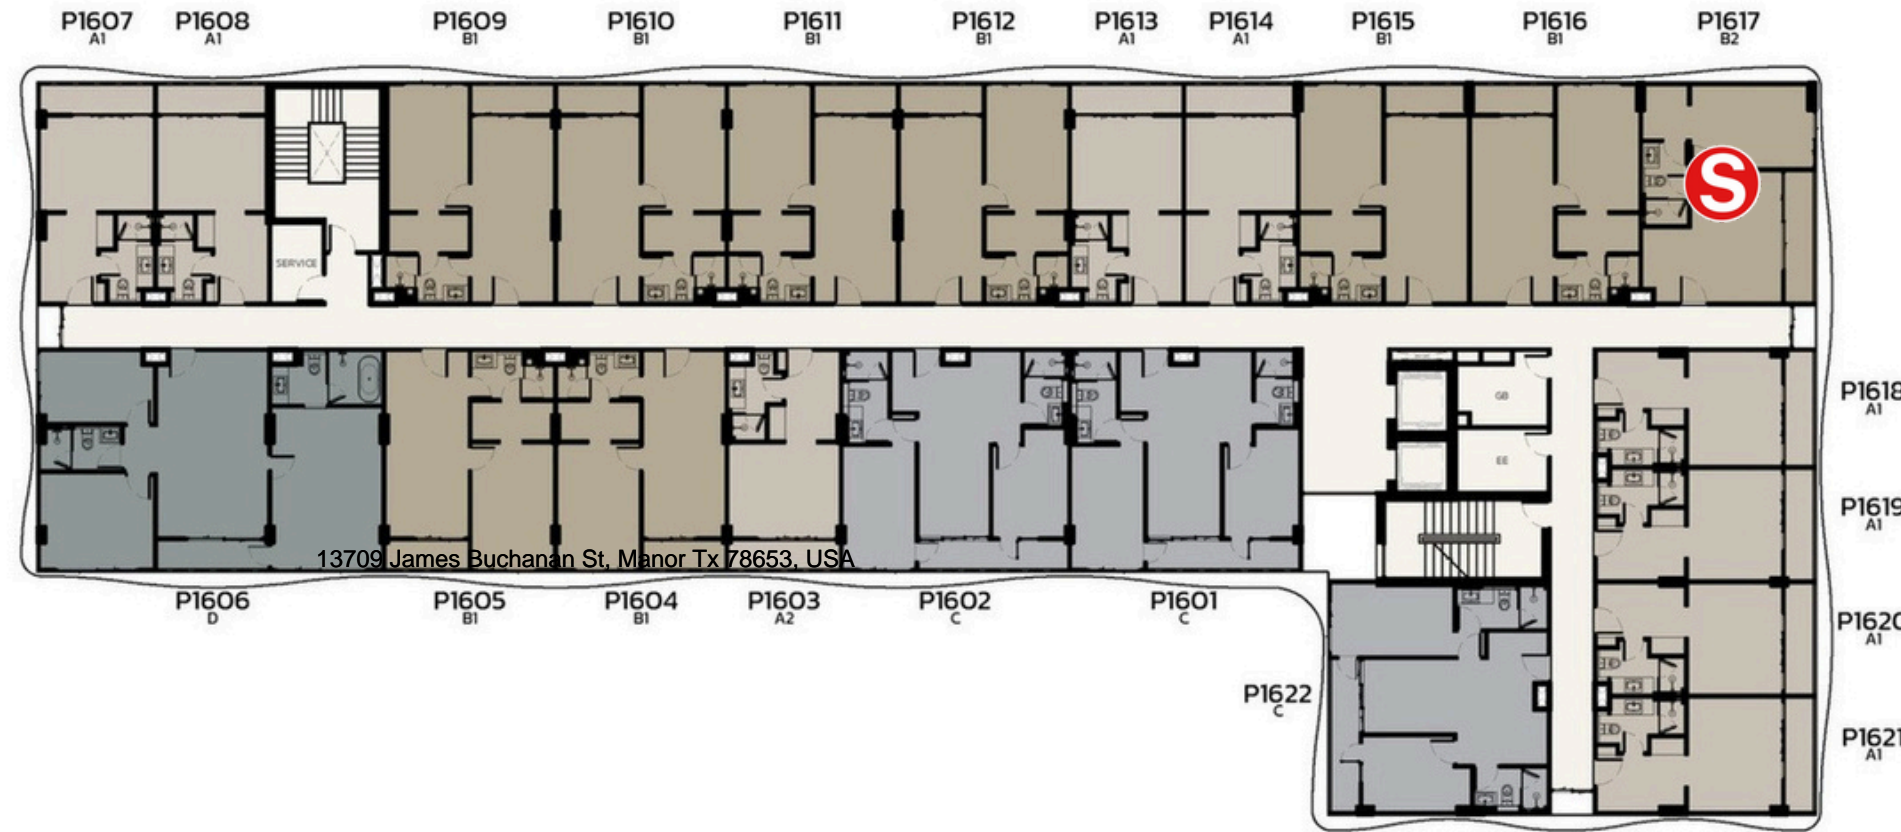 P1607
A1
P1608
A1
P1609
B1
P1610
B1
P1611
B1
P1612
B1
P1613
A1
P1614
A1
P1615
B1
P1616
B1
P1617
B2
S
SERVICE
GB
EE
P1618
A1
P1619
A1
P1620
A1
P1621
A1
13709 James Buchanan St, Manor Tx 78653, USA
P1606
D
P1605
B1
P1604
B1
P1603
A2
P1602
C
P1601
C
P1622
C